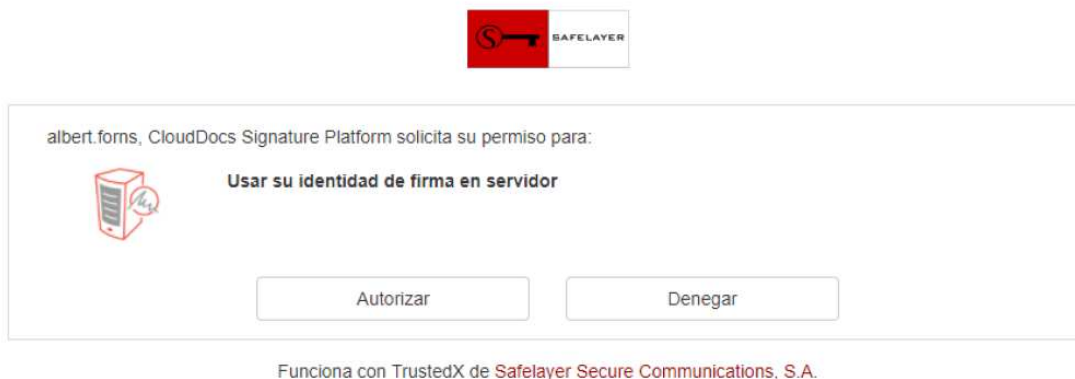 SAFELAYER
albert.forns, CloudDocs Signature Platform solicita su permiso para:
Usar su identidad de firma en servidor
Autorizar
Denegar
Funciona con TrustedX de Safelayer Secure Communications, S.A.